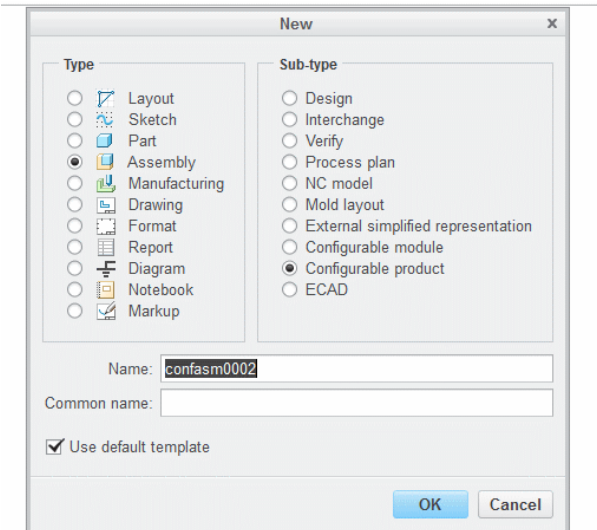 New
x
Type
Layout
Sketch
Part
Assembly
Manufacturing
Drawing
Format
Report
Diagram
Notebook
Markup
Sub-type
Design
Interchange
Verify
Process plan
NC model
Mold layout
External simplified representation
Configurable module
Configurable product
ECAD
Name: confasm0002
Common name:
Use default template
OK Cancel